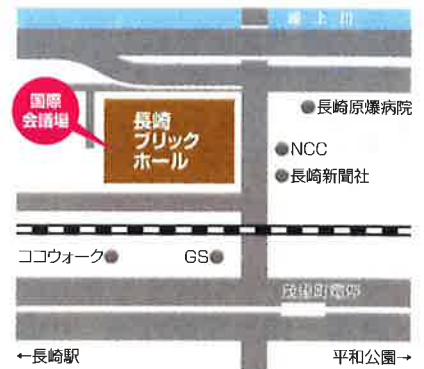 浦上川
国際
会議場
長崎
ブリック
ホール
長崎原爆病院
NCC
長崎新聞社
ココウォーク
GS
茂里町電停
←長崎駅
平和公園→